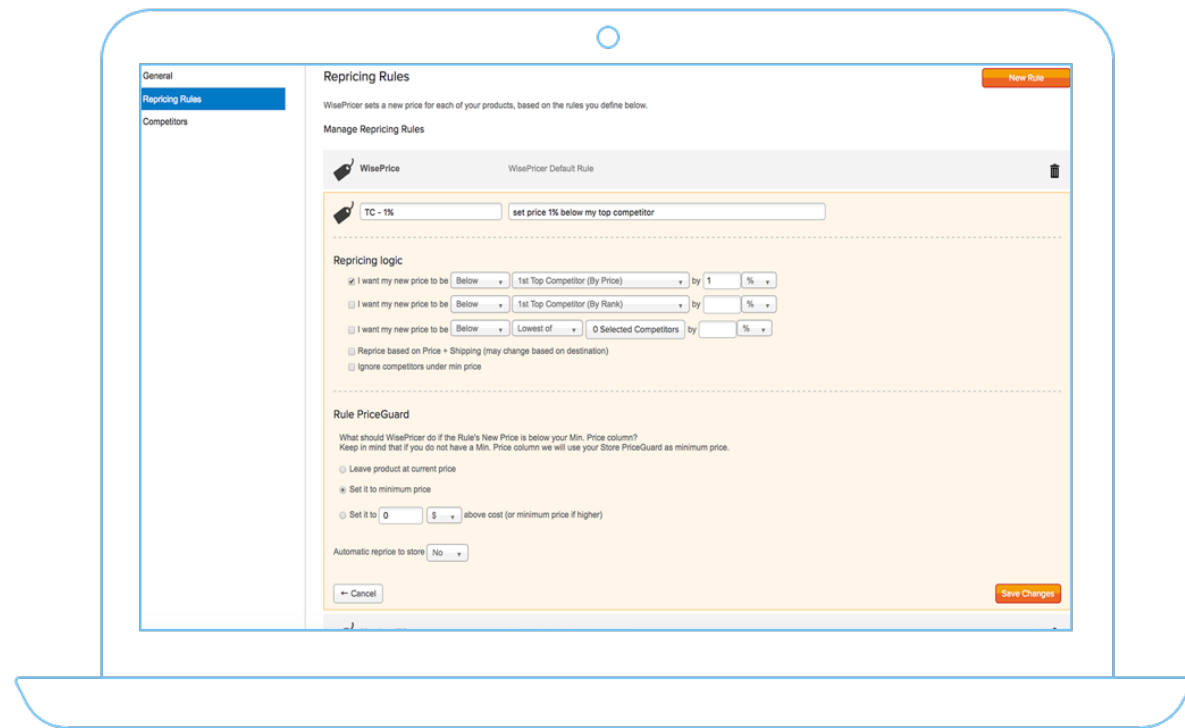 General
Repricing Rules
Competitors
Repricing Rules
New Rule
WisePricer sets a new price for each of your products, based on the rules you define below.
Manage Repricing Rules
WisePrice WisePricer Default Rule
TC - 1% set price 1% below my top competitor
Repricing logic
I want my new price to be Below 1st Top Competitor (By Price) by 1 %
I want my new price to be Below 1st Top Competitor (By Rank) by %
I want my new price to be Below Lowest of 0 Selected Competitors by %
Reprice based on Price + Shipping (may change based on destination)
Ignore competitors under min price
Rule PriceGuard
What should WisePricer do if the Rule's New Price is below your Min. Price column?
Keep in mind that if you do not have a Min. Price column we will use your Store PriceGuard as minimum price.
Leave product at current price
Set it to minimum price
Set it to 0 $ above cost (or minimum price if higher)
Automatic reprice to store No
← Cancel Save Changes